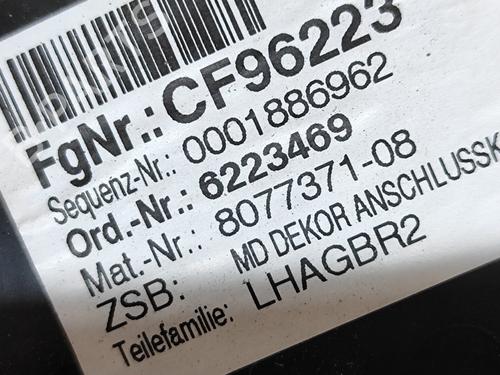 FgNr.: CF96223
Sequenz-Nr.: 0001886962
Ord.-Nr.: 6223469
Mat.-Nr.: 8077371-08
ZSB: MD DEKOR ANSCHLUSSK
Teilefamilie: LHAGBR2